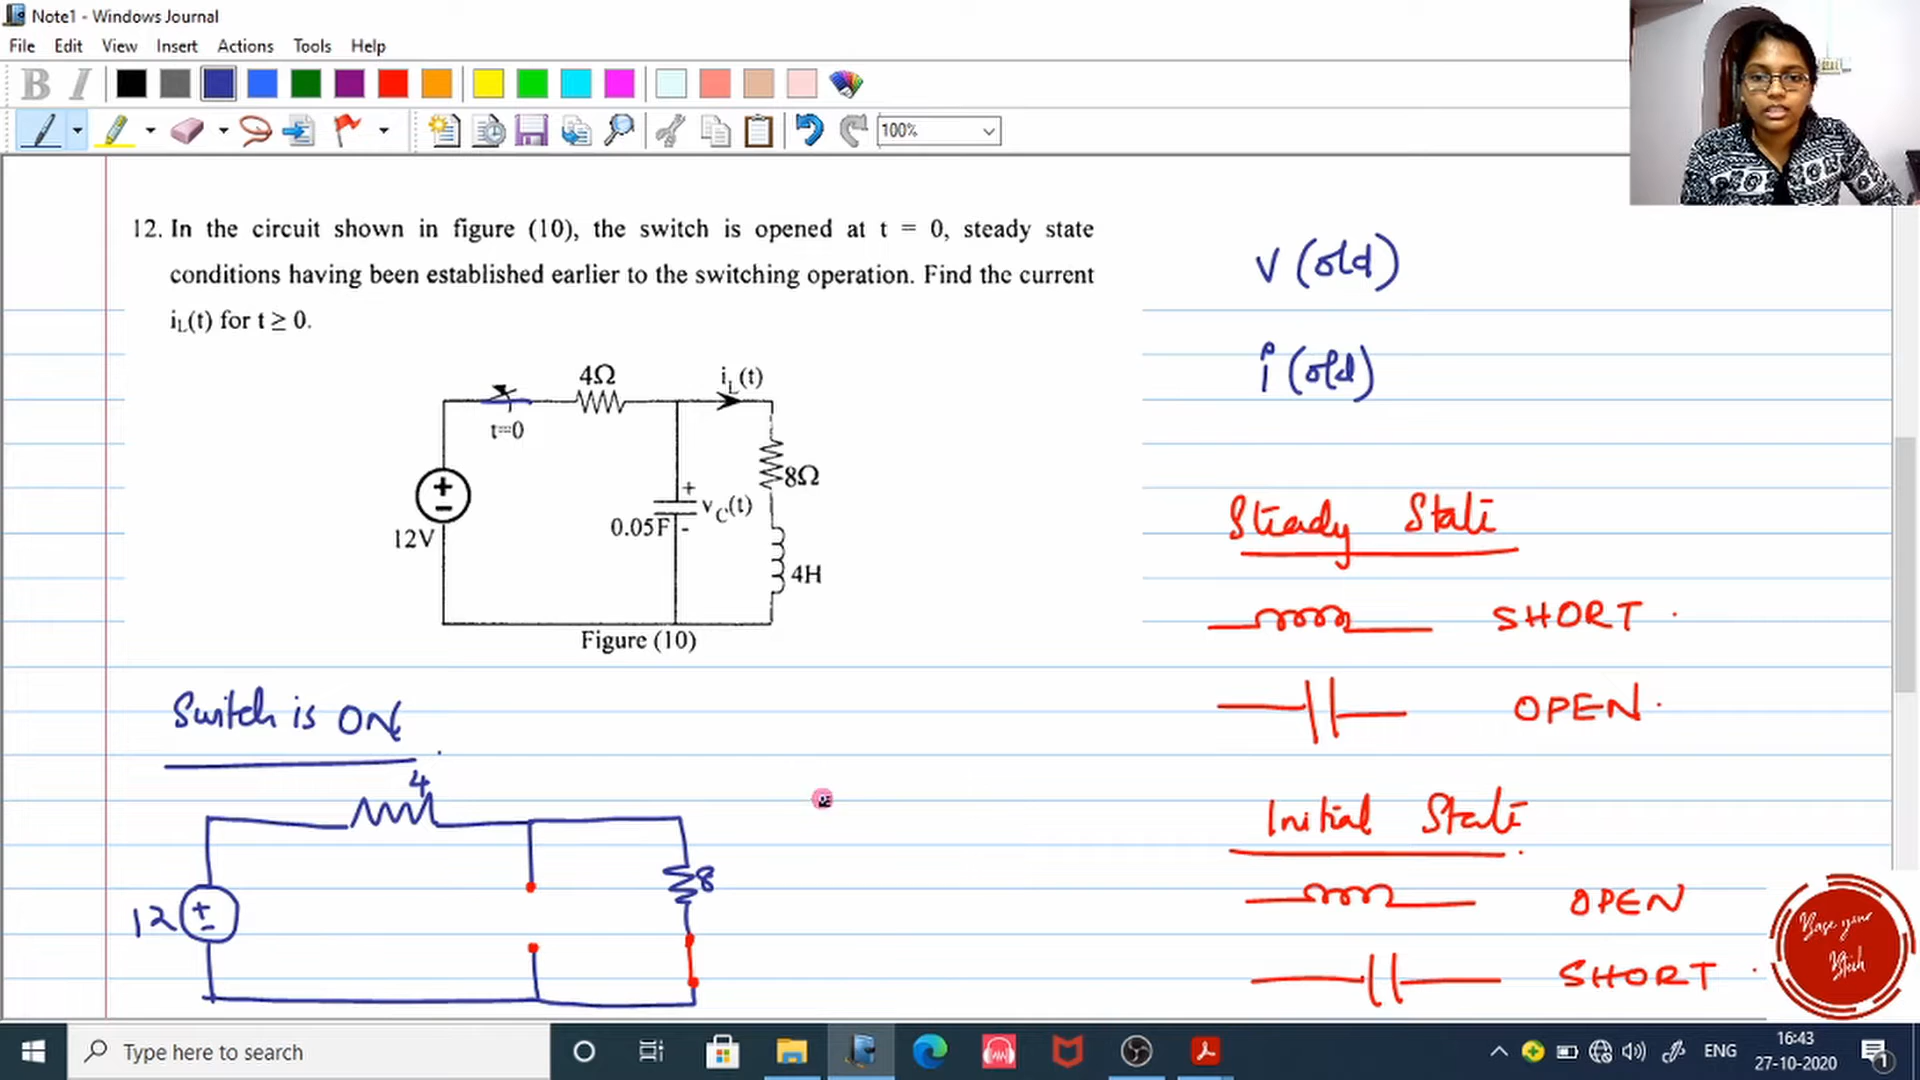 Note1 - Windows Journal
File Edit View Insert Actions Tools Help
B I
100%
12. In the circuit shown in figure (10), the switch is opened at t = 0, steady state
conditions having been established earlier to the switching operation. Find the current
iL(t) for t ≥ 0.
4Ω
iL(t)
t=0
8Ω
+
vC(t)
-
0.05F
+
-
12V
4H
Figure (10)
V (old)
i (old)
Steady State
SHORT .
OPEN .
Initial State
OPEN
SHORT .
Switch is ON
4
8
12
+
-
Base your
Btech
Type here to search
ENG
16:43
27-10-2020
1